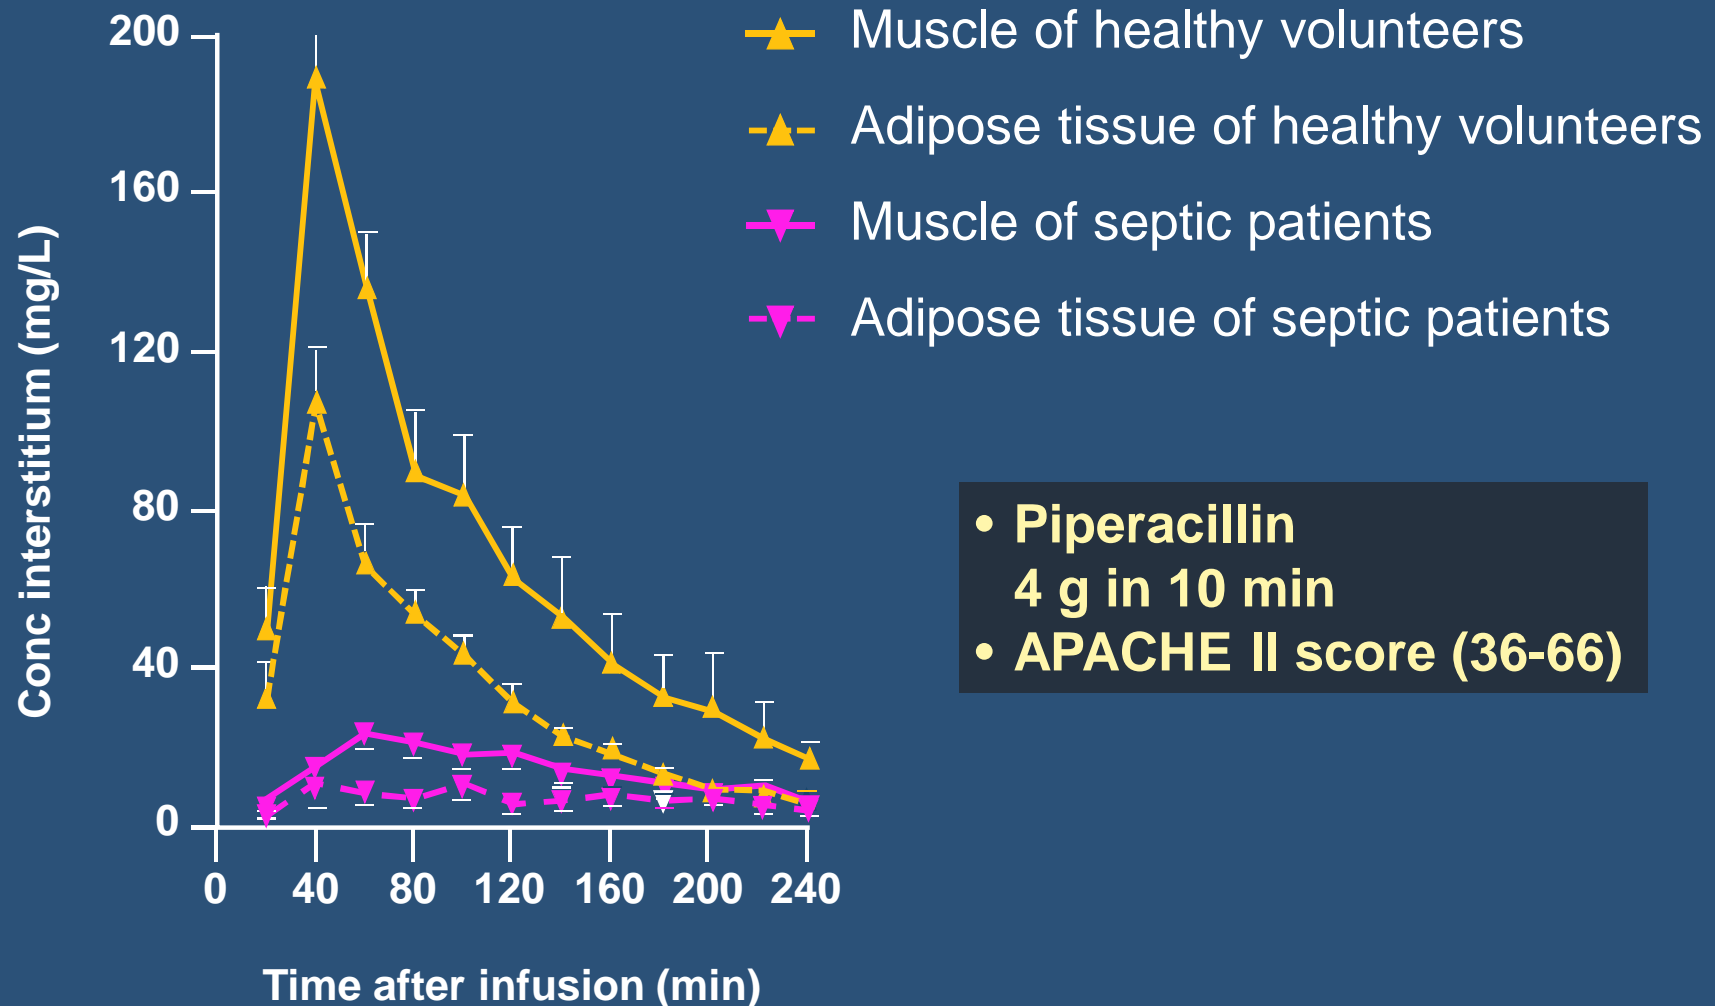 Muscle of healthy volunteers
Adipose tissue of healthy volunteers
Muscle of septic patients
Adipose tissue of septic patients
Conc interstitium (mg/L)
200
160
120
80
40
0
0 40 80 120 160 200 240
Time after infusion (min)
• Piperacillin
4 g in 10 min
• APACHE II score (36-66)